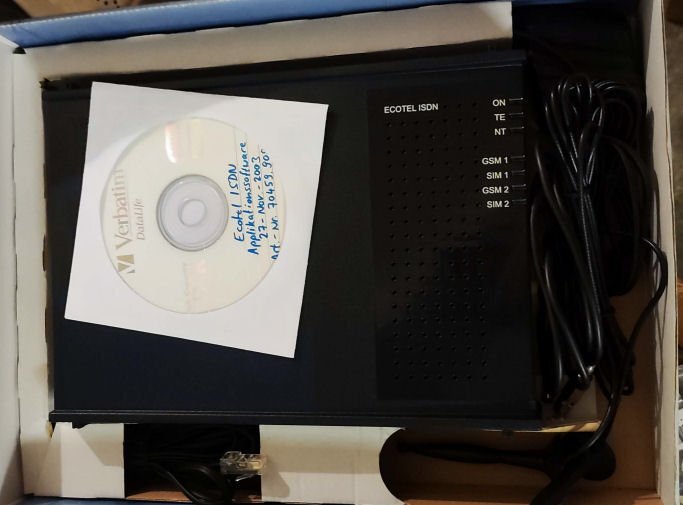 Verbatim
DataLife
Ecotel ISDN
Applikationssoftware
27-Nov-2003
Art.-Nr. 70459.90
ECOTEL ISDN
ON
TE
NT
GSM 1
SIM 1
GSM 2
SIM 2